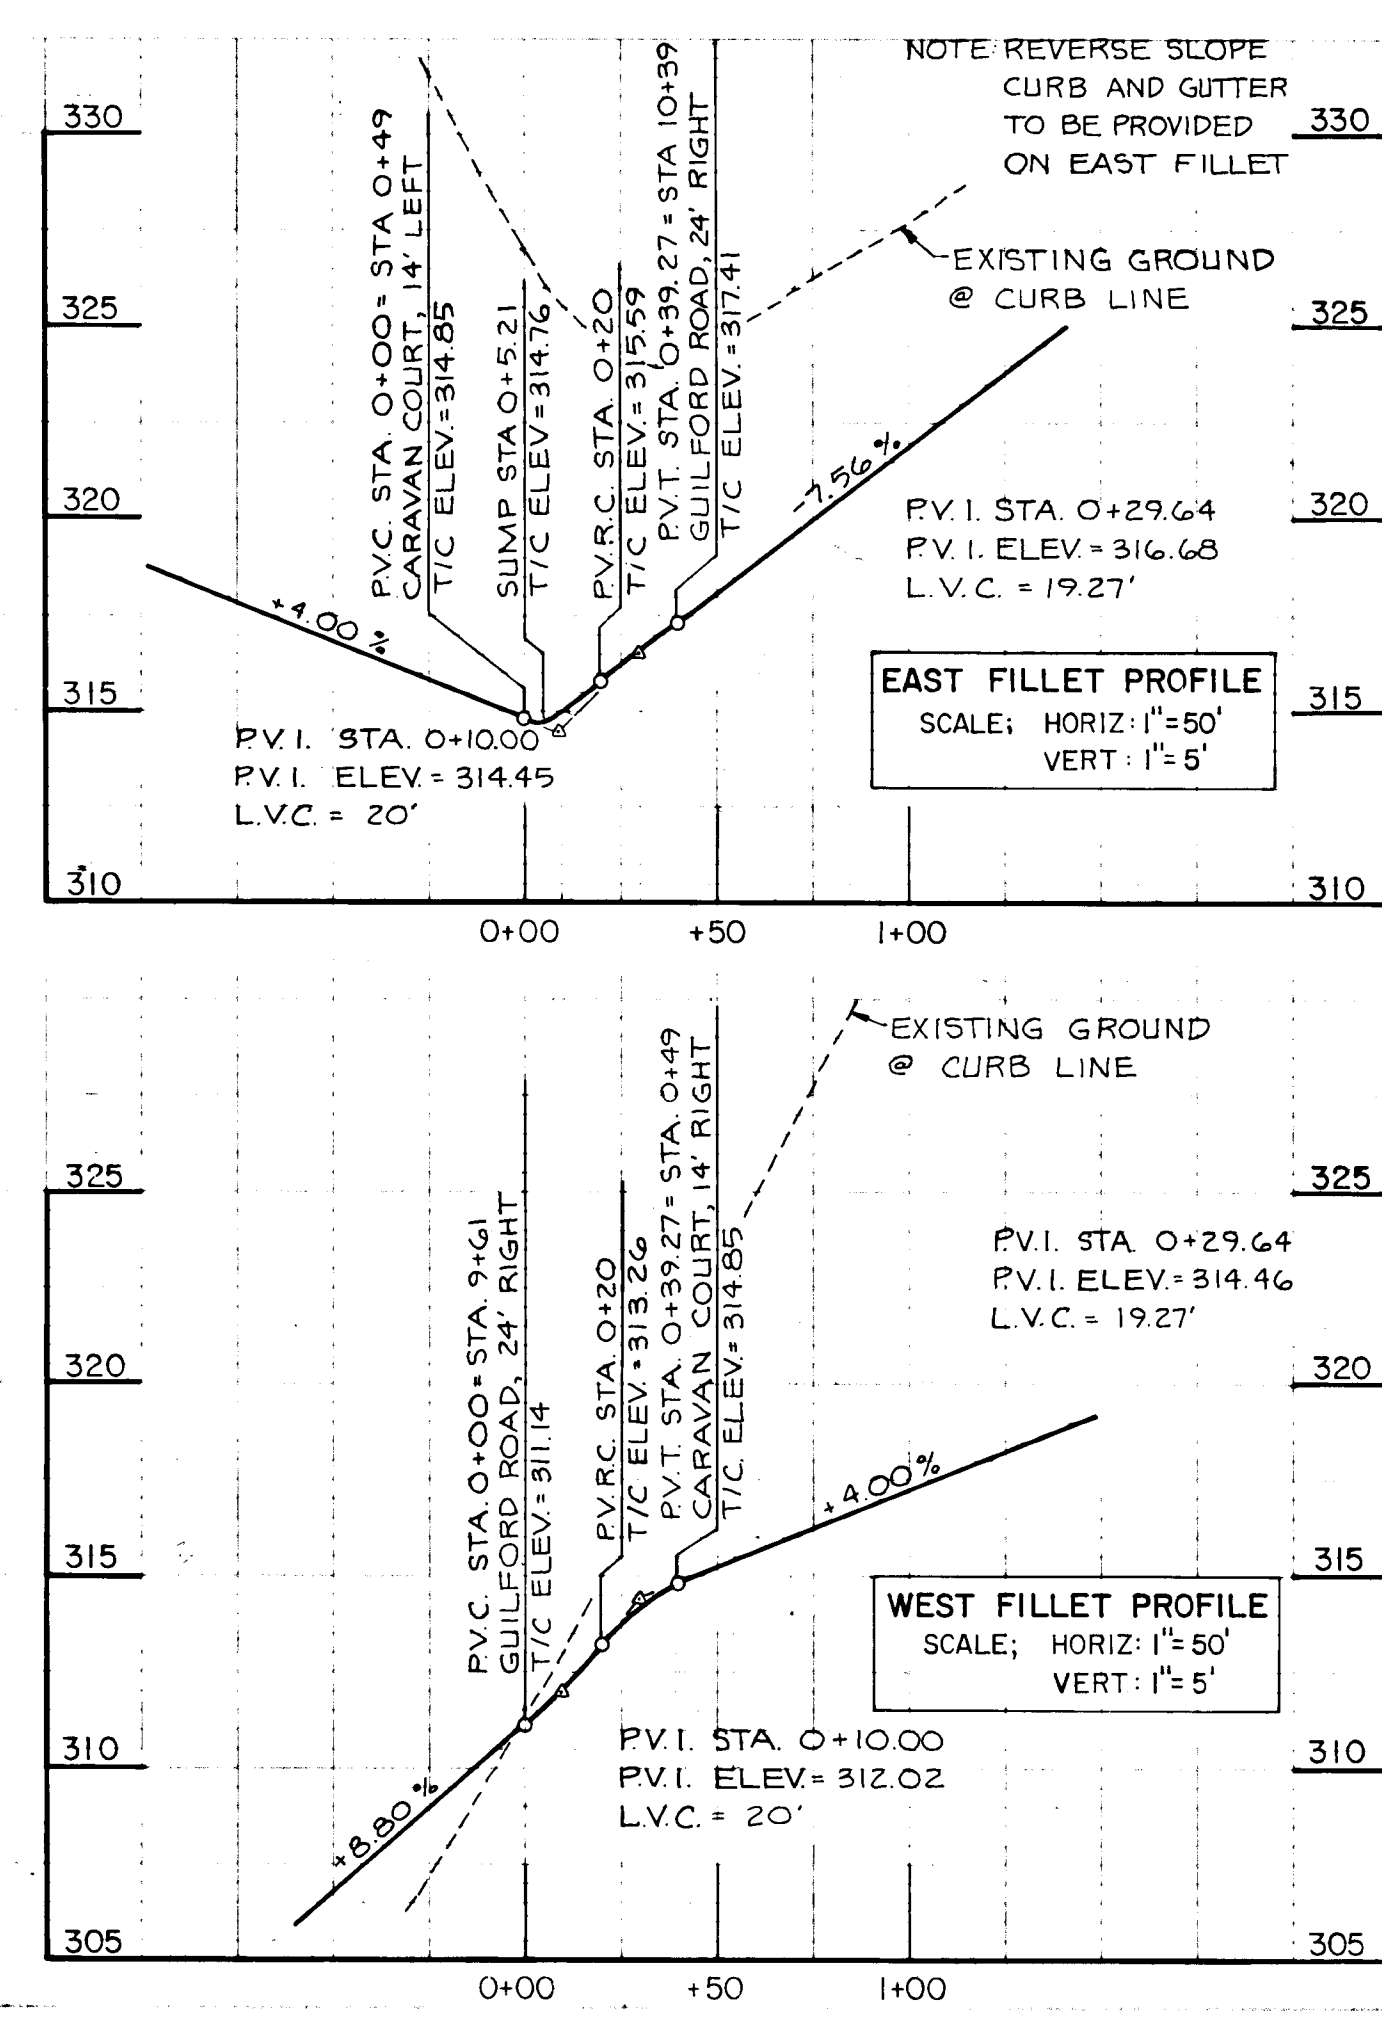 NOTE: REVERSE SLOPE
CURB AND GUTTER
TO BE PROVIDED
ON EAST FILLET
330
330
325
325
320
320
315
315
310
310
P.V.C. STA. 0+00 = STA 0+49
CARAVAN COURT, 14' LEFT
T/C ELEV.=314.85
SUMP STA 0+5.21
T/C ELEV=314.76
P.V.R.C. STA. 0+20
T/C ELEV.=315.59
P.V.T. STA. 0+39.27 = STA 10+39
GUILFORD ROAD, 24' RIGHT
T/C ELEV.=317.41
EXISTING GROUND
@ CURB LINE
+4.00 %
7.56 %
P.V.I. STA. 0+29.64
P.V.I. ELEV.= 316.68
L.V.C. = 19.27'
EAST FILLET PROFILE
SCALE; HORIZ: 1"=50'
VERT: 1"=5'
P.V.I. STA. 0+10.00
P.V.I. ELEV.= 314.45
L.V.C. = 20'
0+00 +50 1+00
EXISTING GROUND
@ CURB LINE
325
325
320
320
315
315
310
310
305
305
P.V.C. STA. 0+00 = STA. 9+61
GUILFORD ROAD, 24' RIGHT
T/C ELEV.=311.14
P.V.R.C. STA. 0+20
T/C ELEV.=313.26
P.V.T. STA. 0+39.27= STA. 0+49
CARAVAN COURT, 14' RIGHT
T/C. ELEV.=314.85
P.V.I. STA. 0+29.64
P.V.I. ELEV.= 314.46
L.V.C. = 19.27'
+4.00%
WEST FILLET PROFILE
SCALE; HORIZ: 1"=50'
VERT: 1"=5'
+8.80 %
P.V.I. STA. 0+10.00
P.V.I. ELEV.= 312.02
L.V.C. = 20'
0+00 +50 1+00